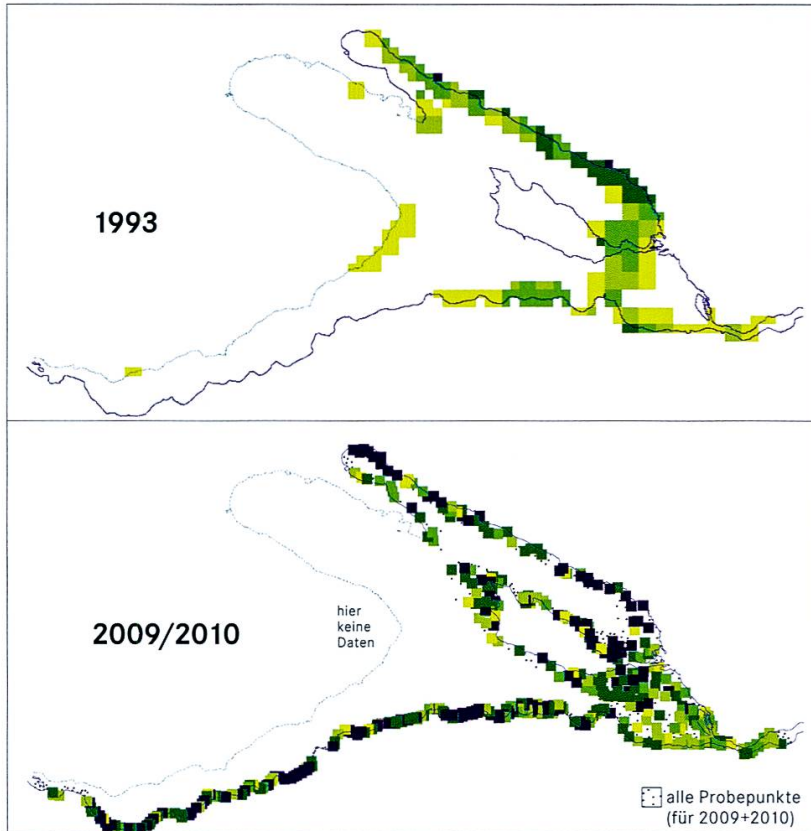 1993
2009/2010
hier
keine
Daten
alle Probepunkte
(für 2009+2010)